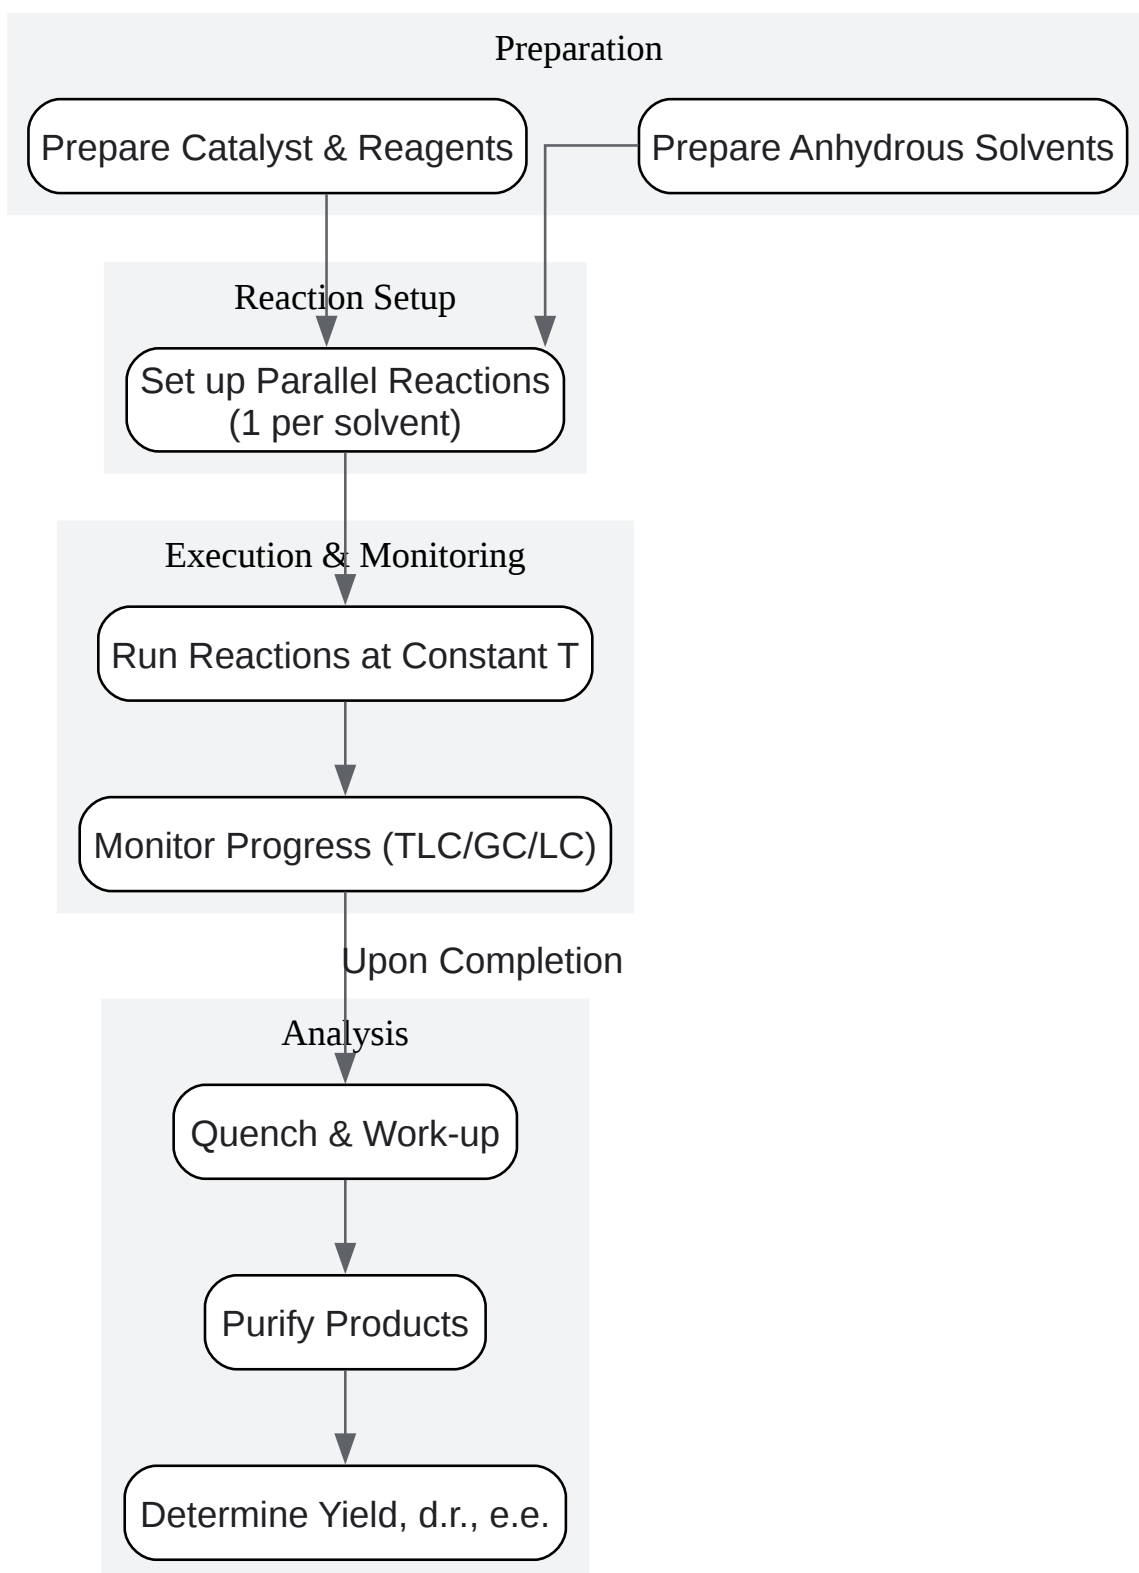 Preparation
Prepare Catalyst & Reagents
Prepare Anhydrous Solvents
Reaction Setup
Set up Parallel Reactions
(1 per solvent)
Execution & Monitoring
Run Reactions at Constant T
Monitor Progress (TLC/GC/LC)
Upon Completion
Analysis
Quench & Work-up
Purify Products
Determine Yield, d.r., e.e.